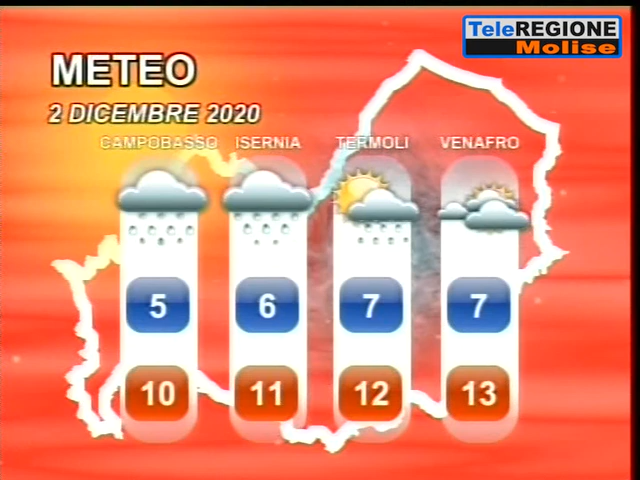 TeleREGIONE
Molise
METEO
2 DICEMBRE 2020
CAMPOBASSO ISERNIA TERMOLI VENAFRO
5 6 7 7
10 11 12 13